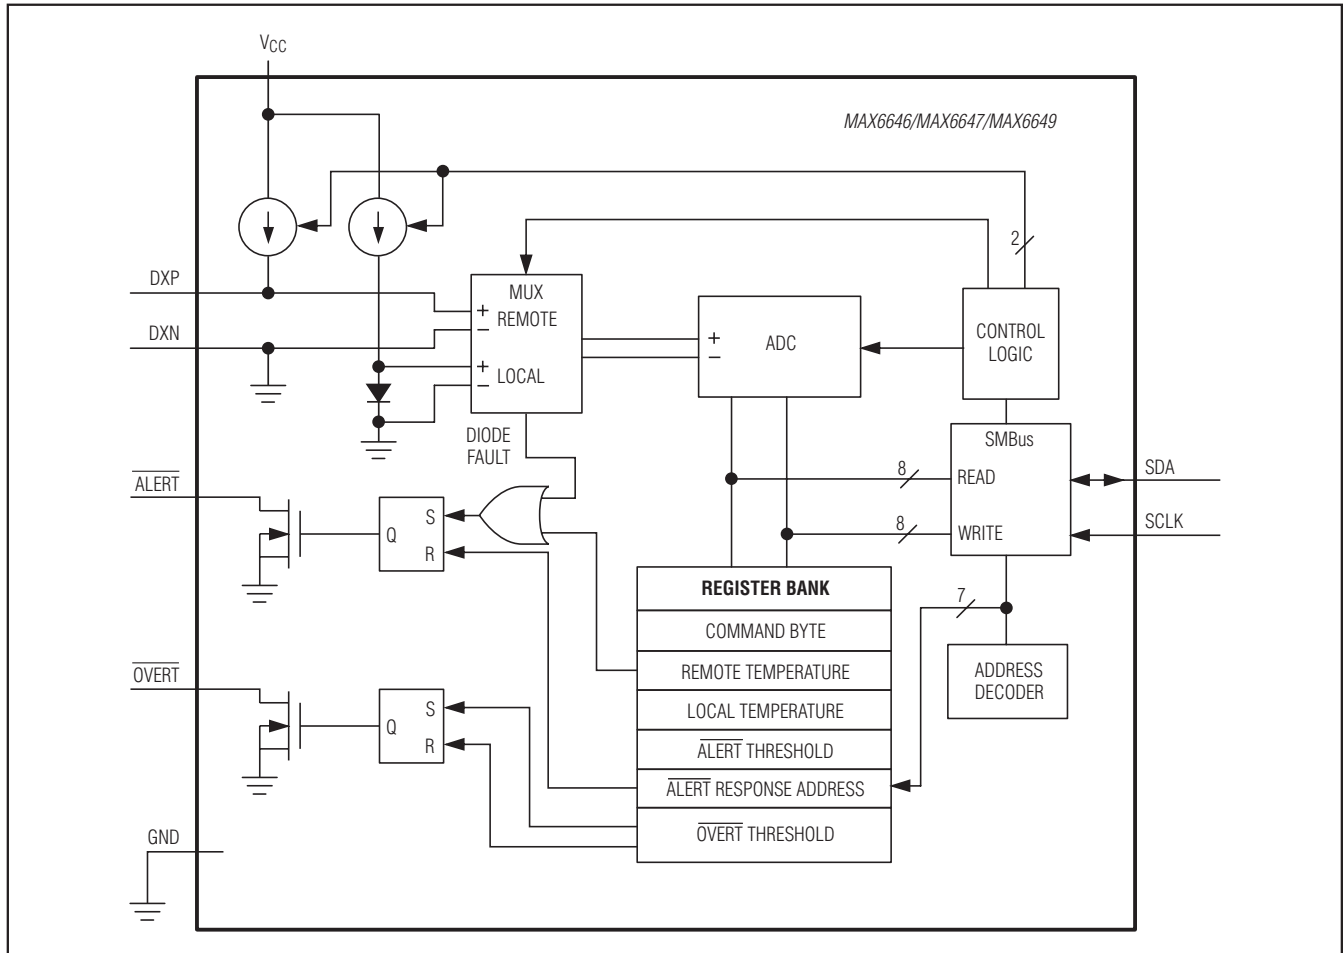 VCC
MAX6646/MAX6647/MAX6649
2
DXP
MUX
+
REMOTE
−
DXN
+
LOCAL
−
+
ADC
−
CONTROL
LOGIC
DIODE
FAULT
SMBus
8
READ
SDA
8
WRITE
SCLK
ALERT
S
Q
R
REGISTER BANK
COMMAND BYTE
REMOTE TEMPERATURE
LOCAL TEMPERATURE
ALERT THRESHOLD
ALERT RESPONSE ADDRESS
OVERT THRESHOLD
7
ADDRESS
DECODER
OVERT
S
Q
R
GND